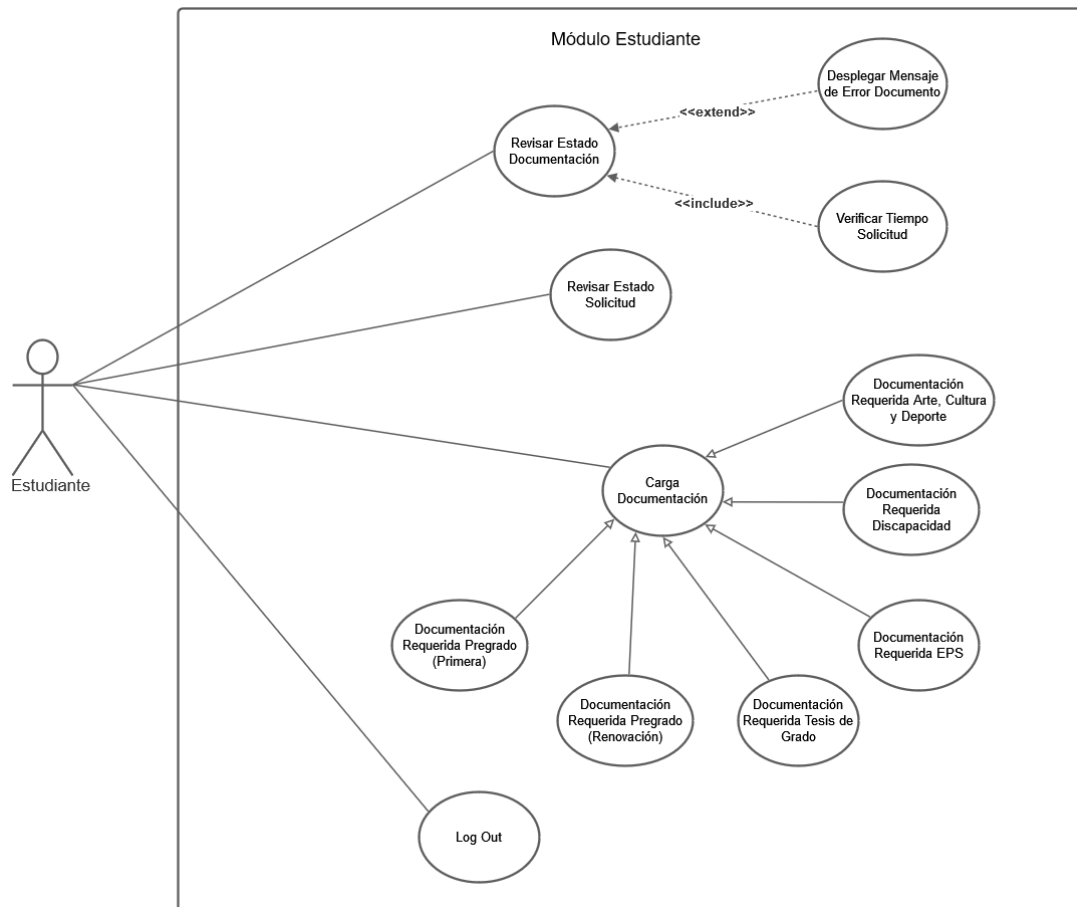 Módulo Estudiante
Desplegar Mensaje
de Error Documento
<<extend>>
Revisar Estado
Documentación
<<include>>
Verificar Tiempo
Solicitud
Revisar Estado
Solicitud
Estudiante
Documentación
Requerida Arte, Cultura
y Deporte
Carga
Documentación
Documentación
Requerida
Discapacidad
Documentación
Requerida Pregrado
(Primera)
Documentación
Requerida EPS
Documentación
Requerida Pregrado
(Renovación)
Documentación
Requerida Tesis de
Grado
Log Out